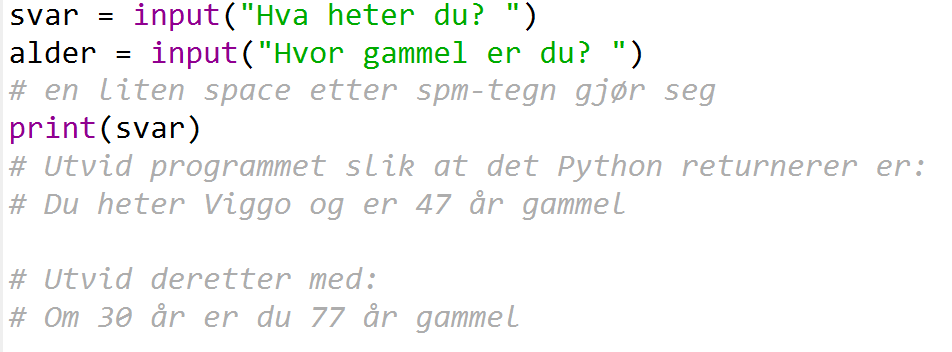 svar = input("Hva heter du? ")
alder = input("Hvor gammel er du? ")
# en liten space etter spm-tegn gjør seg
print(svar)
# Utvid programmet slik at det Python returnerer er:
# Du heter Viggo og er 47 år gammel
# Utvid deretter med:
# Om 30 år er du 77 år gammel